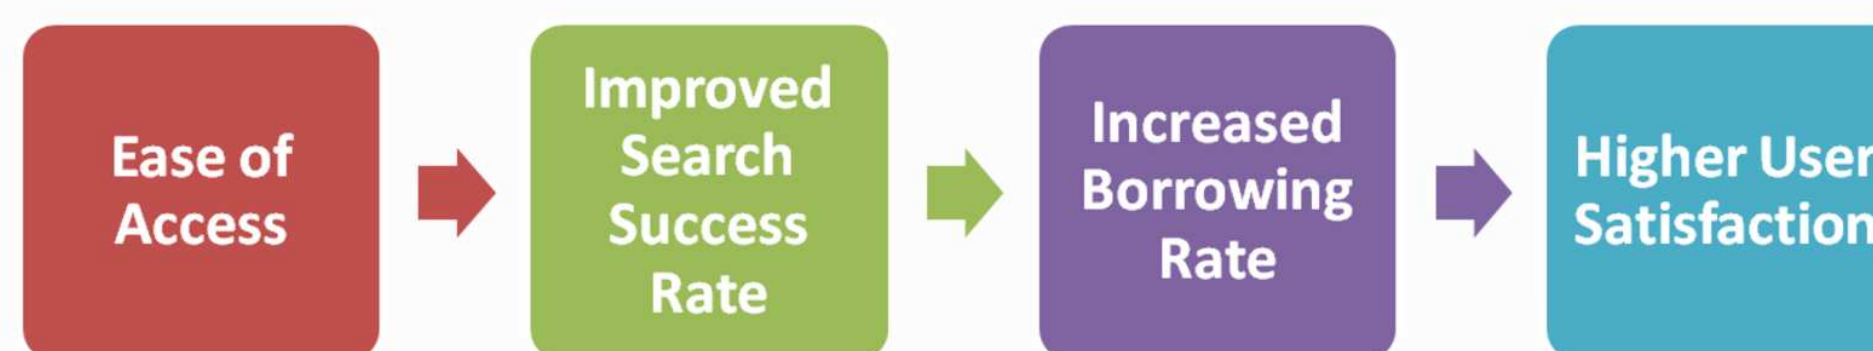 Ease of
Access
Improved
Search
Success
Rate
Increased
Borrowing
Rate
Higher User
Satisfaction